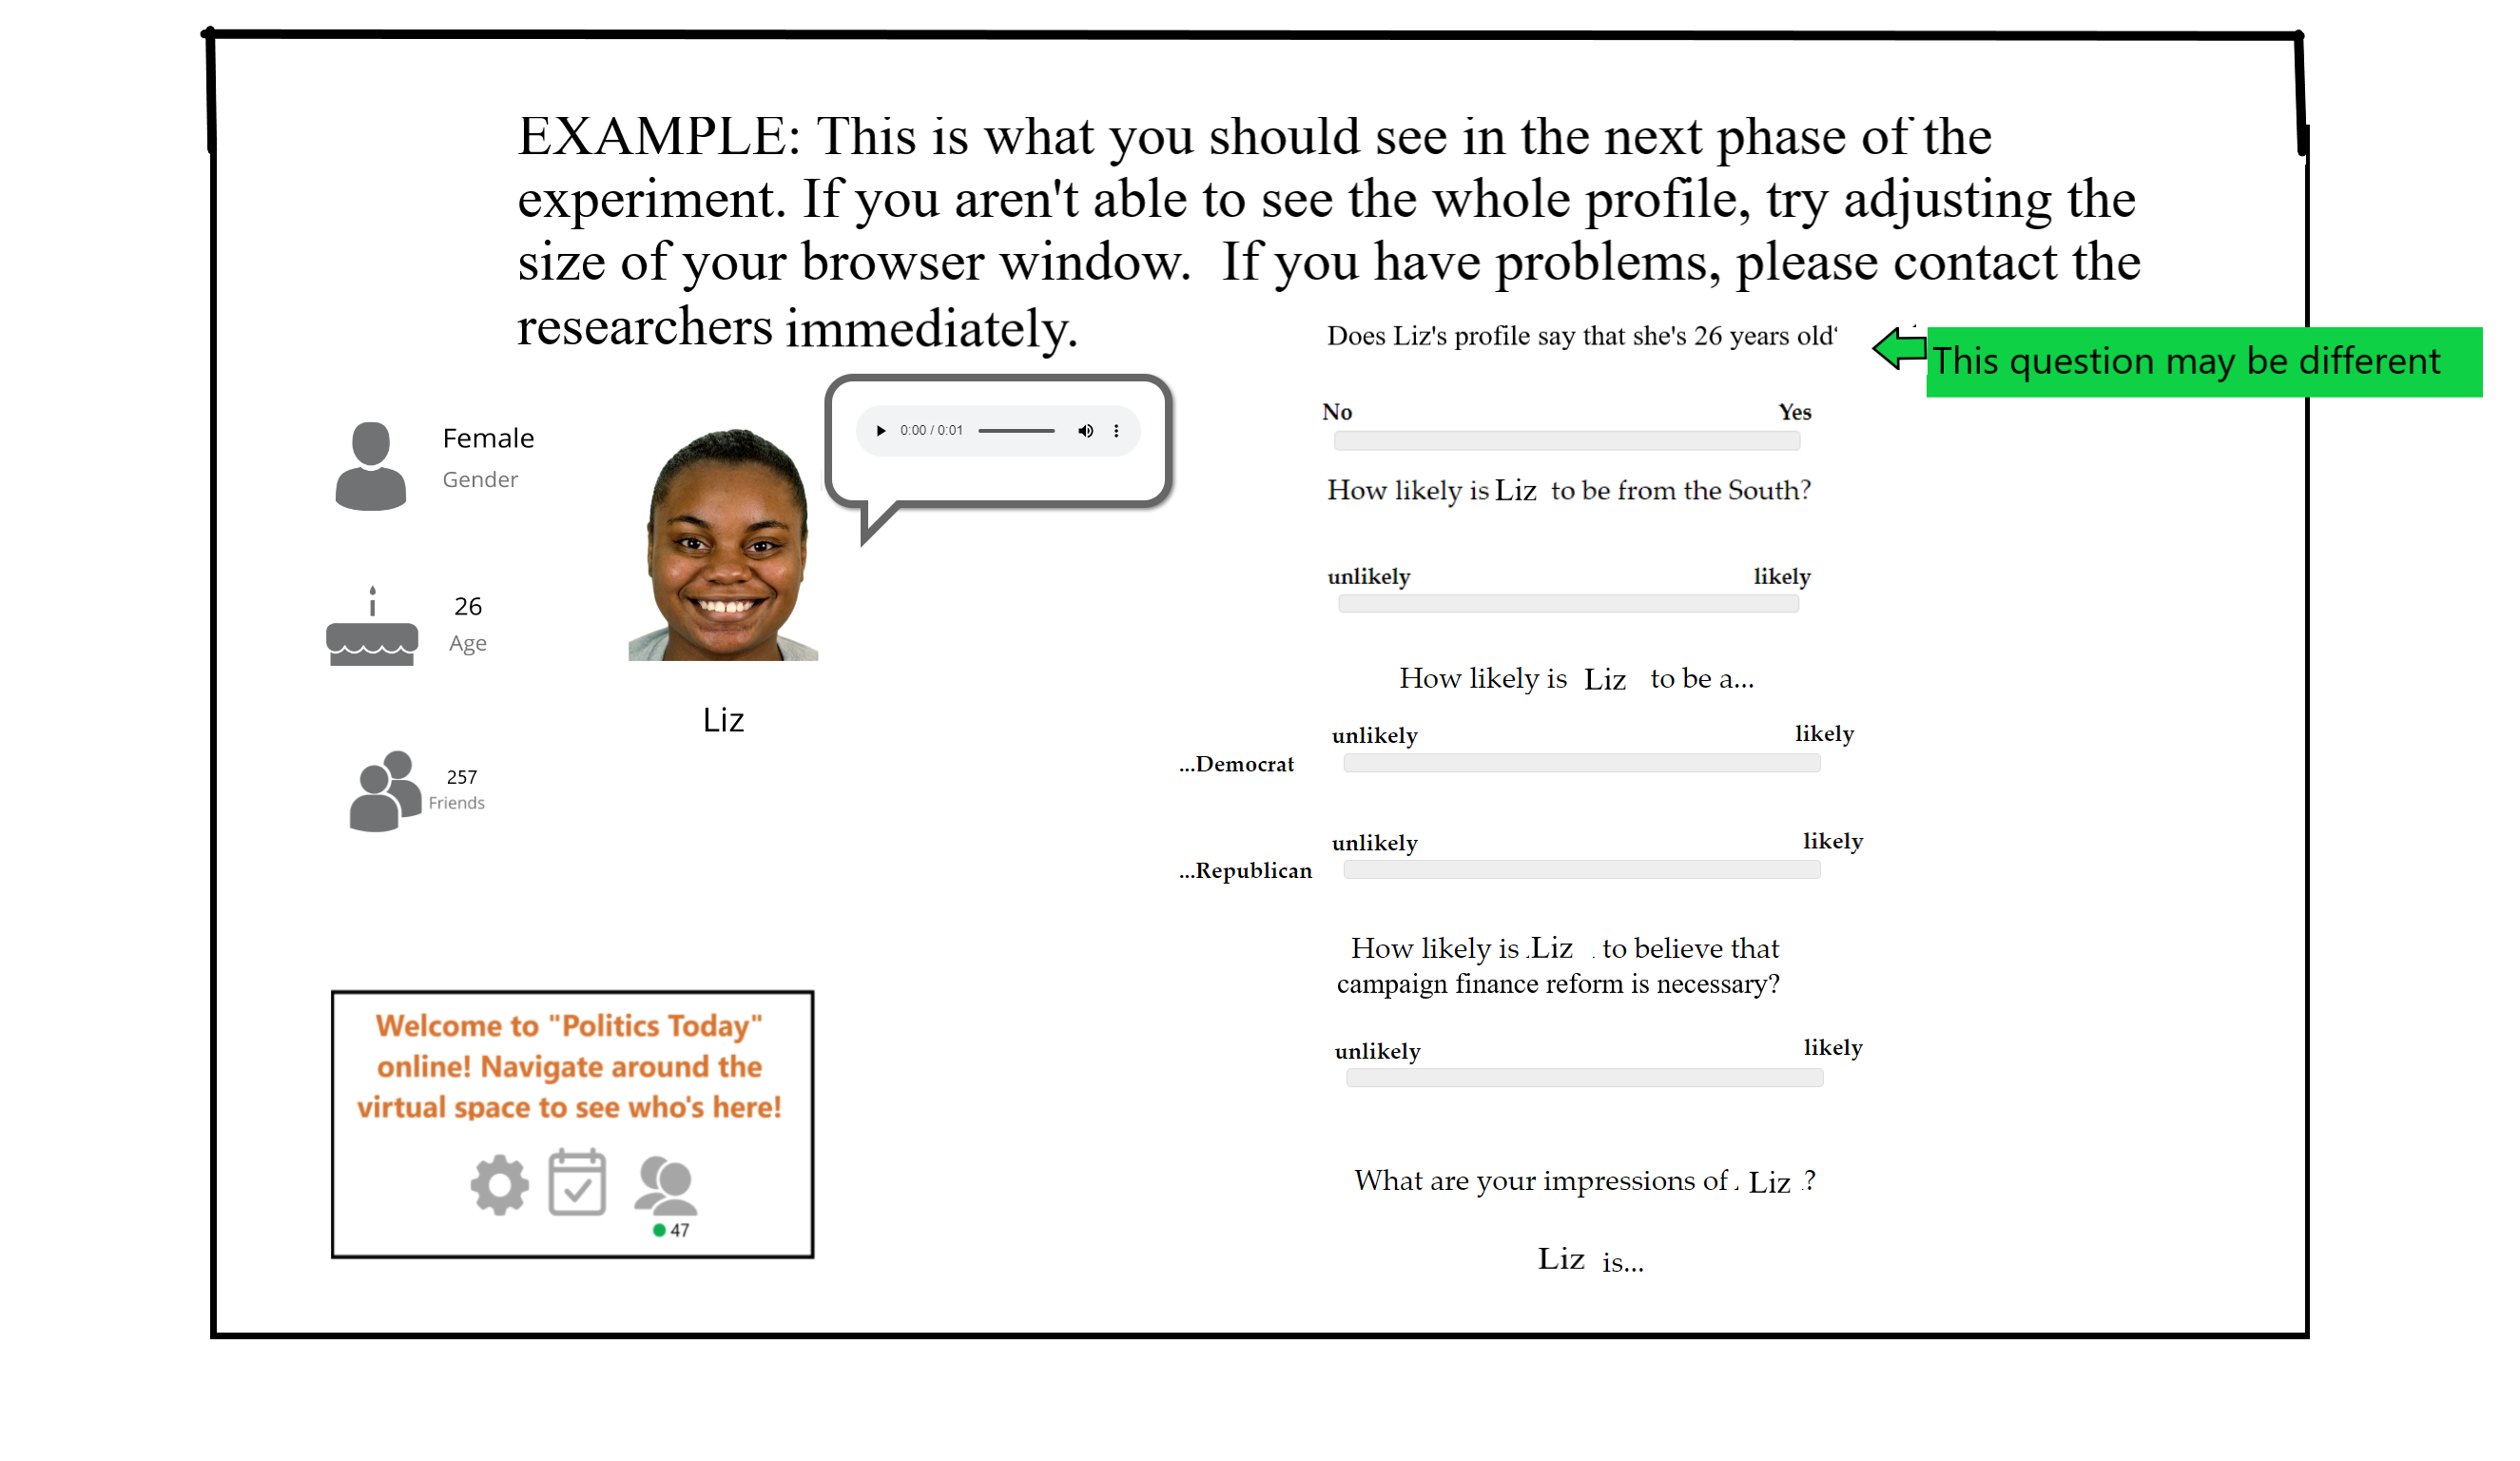 EXAMPLE: This is what you should see in the next phase of the
experiment. If you aren't able to see the whole profile, try adjusting the
size of your browser window.  If you have problems, please contact the
researchers immediately.
Does Liz's profile say that she's 26 years old?
This question may be different
No Yes
How likely is Liz to be from the South?
unlikely likely
How likely is Liz to be a...
unlikely likely
...Democrat
unlikely likely
...Republican
How likely is Liz to believe that
campaign finance reform is necessary?
unlikely likely
What are your impressions of Liz ?
Liz is...
Female
Gender
26
Age
257
Friends
0:00 / 0:01
Liz
Welcome to "Politics Today"
online! Navigate around the
virtual space to see who's here!
47